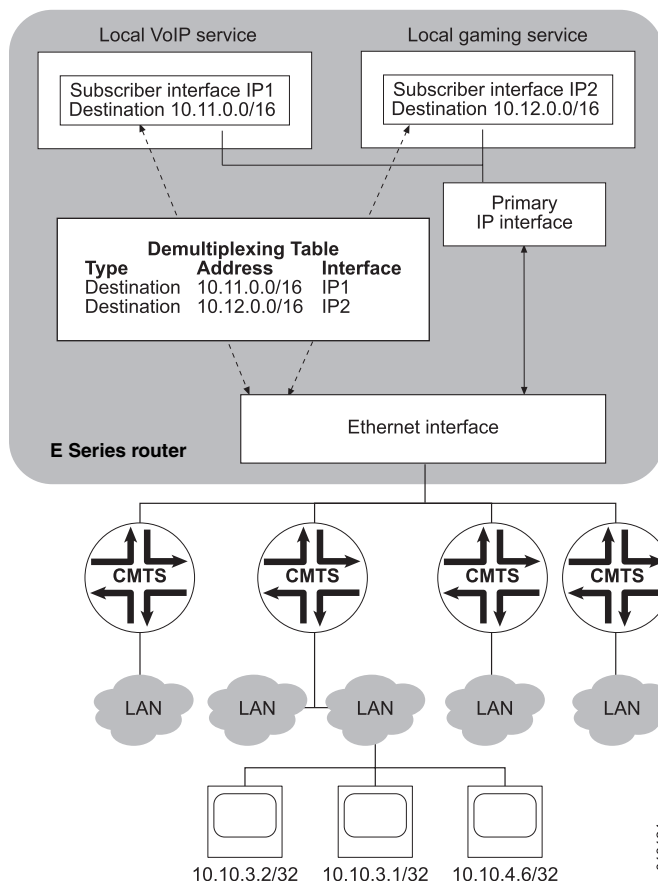 Local VoIP service
Local gaming service
Subscriber interface IP1
Destination 10.11.0.0/16
Subscriber interface IP2
Destination 10.12.0.0/16
Primary
IP interface
Demultiplexing Table
Type Address Interface
Destination 10.11.0.0/16 IP1
Destination 10.12.0.0/16 IP2
Ethernet interface
E Series router
CMTS CMTS CMTS CMTS
LAN LAN LAN LAN LAN
10.10.3.2/32 10.10.3.1/32 10.10.4.6/32